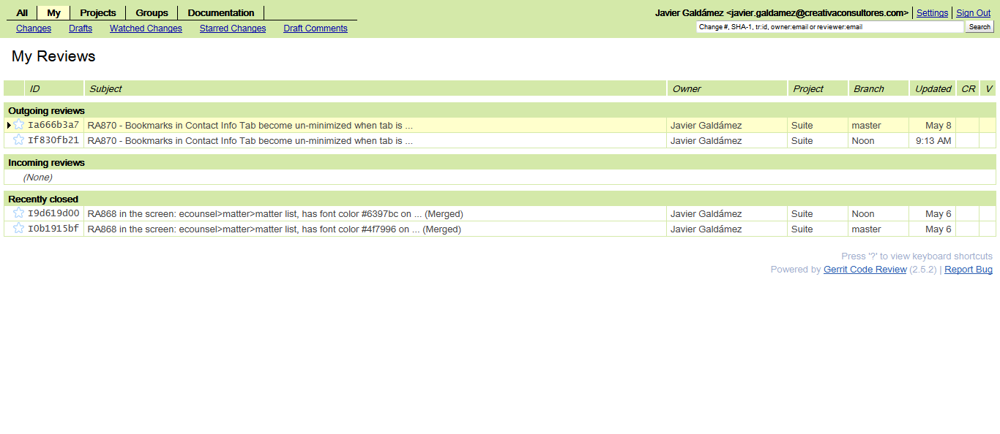 All My Projects Groups Documentation
Javier Galdámez <javier.galdamez@creativaconsultores.com> Settings Sign Out
Changes Drafts Watched Changes Starred Changes Draft Comments
Change #, SHA-1, tr:id, owner:email or reviewer:email Search
My Reviews
ID Subject Owner Project Branch Updated CR V
Outgoing reviews
Ia666b3a7 RA870 - Bookmarks in Contact Info Tab become un-minimized when tab is ... Javier Galdámez Suite master May 8
If830fb21 RA870 - Bookmarks in Contact Info Tab become un-minimized when tab is ... Javier Galdámez Suite Noon 9:13 AM
Incoming reviews
(None)
Recently closed
I9d619d00 RA868 in the screen: ecounsel>matter>matter list, has font color #6397bc on ... (Merged) Javier Galdámez Suite Noon May 6
I0b1915bf RA868 in the screen: ecounsel>matter>matter list, has font color #4f7996 on ... (Merged) Javier Galdámez Suite master May 6
Press '?' to view keyboard shortcuts
Powered by Gerrit Code Review (2.5.2) | Report Bug